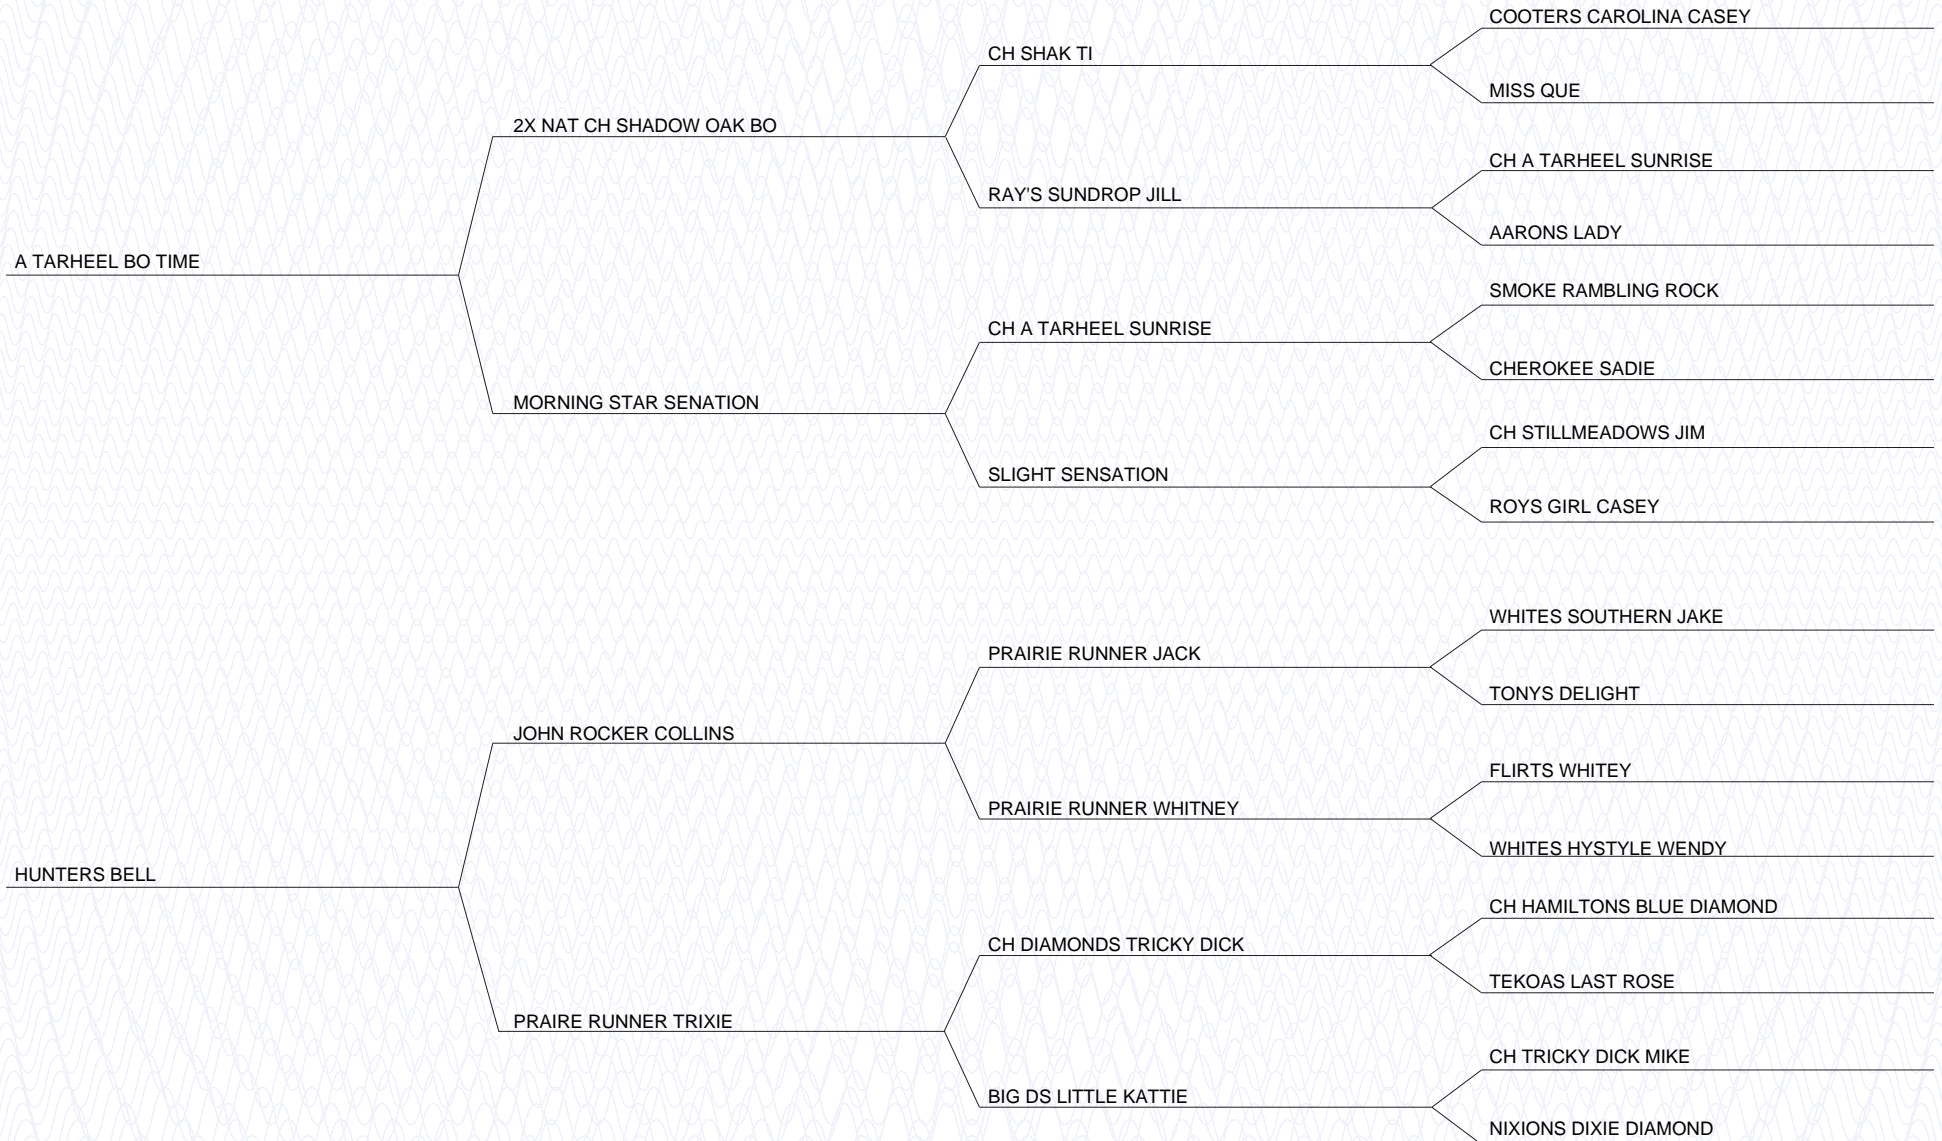 COOTERS CAROLINA CASEY
CH SHAK TI
MISS QUE
2X NAT CH SHADOW OAK BO
CH A TARHEEL SUNRISE
RAY'S SUNDROP JILL
AARONS LADY
A TARHEEL BO TIME
SMOKE RAMBLING ROCK
CH A TARHEEL SUNRISE
CHEROKEE SADIE
MORNING STAR SENATION
CH STILLMEADOWS JIM
SLIGHT SENSATION
ROYS GIRL CASEY
WHITES SOUTHERN JAKE
PRAIRIE RUNNER JACK
TONYS DELIGHT
JOHN ROCKER COLLINS
FLIRTS WHITEY
PRAIRIE RUNNER WHITNEY
WHITES HYSTYLE WENDY
HUNTERS BELL
CH HAMILTONS BLUE DIAMOND
CH DIAMONDS TRICKY DICK
TEKOAS LAST ROSE
PRAIRE RUNNER TRIXIE
CH TRICKY DICK MIKE
BIG DS LITTLE KATTIE
NIXIONS DIXIE DIAMOND